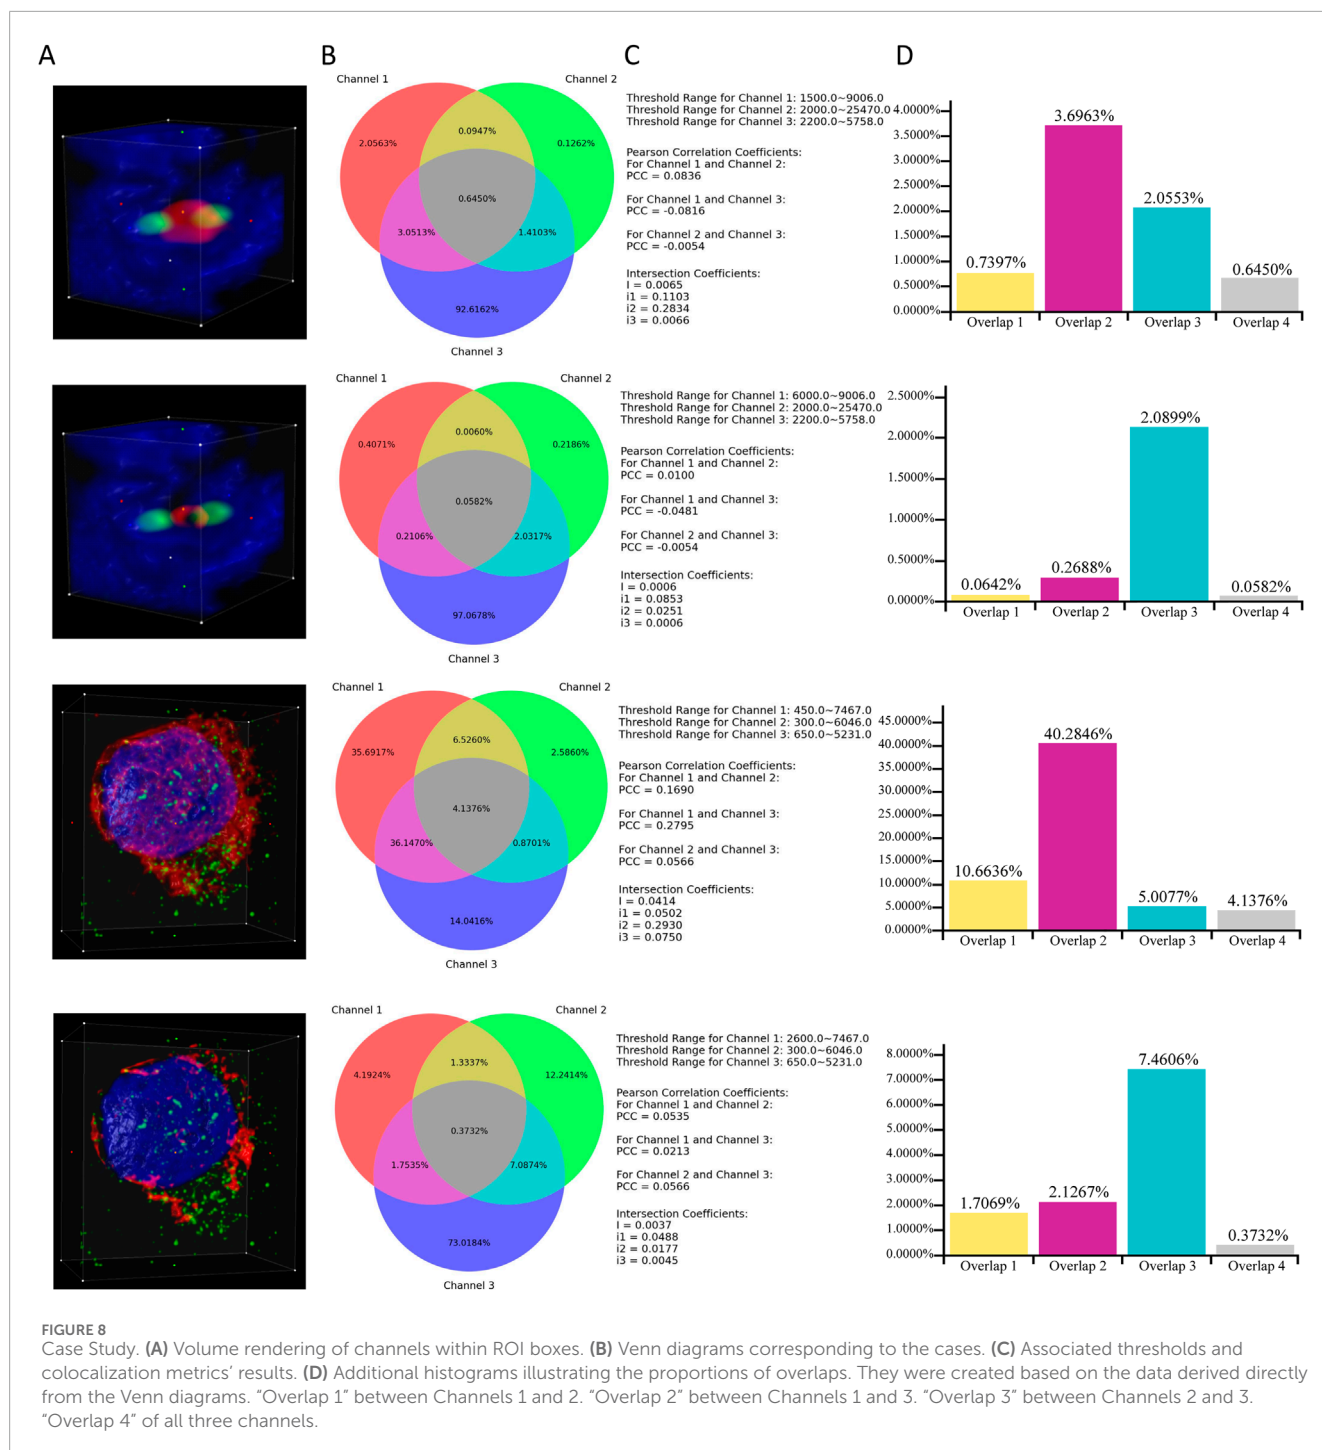 A
B
C
D
Channel 1
Channel 2
2.0563%
0.0947%
0.1262%
0.6450%
3.0513%
1.4103%
92.6162%
Channel 3
Threshold Range for Channel 1: 1500.0~9006.0
Threshold Range for Channel 2: 2000.0~25470.0
Threshold Range for Channel 3: 2200.0~5758.0
Pearson Correlation Coefficients:
For Channel 1 and Channel 2:
PCC = 0.0836
For Channel 1 and Channel 3:
PCC = -0.0816
For Channel 2 and Channel 3:
PCC = -0.0054
Intersection Coefficients:
I = 0.0065
i1 = 0.1103
i2 = 0.2834
i3 = 0.0066
4.0000%
3.5000%
3.0000%
2.5000%
2.0000%
1.5000%
1.0000%
0.5000%
0.0000%
0.7397%
3.6963%
2.0553%
0.6450%
Overlap 1
Overlap 2
Overlap 3
Overlap 4
Channel 1
Channel 2
0.4071%
0.0060%
0.2186%
0.0582%
0.2106%
2.0317%
97.0678%
Channel 3
Threshold Range for Channel 1: 6000.0~9006.0
Threshold Range for Channel 2: 2000.0~25470.0
Threshold Range for Channel 3: 2200.0~5758.0
Pearson Correlation Coefficients:
For Channel 1 and Channel 2:
PCC = 0.0100
For Channel 1 and Channel 3:
PCC = -0.0481
For Channel 2 and Channel 3:
PCC = -0.0054
Intersection Coefficients:
I = 0.0006
i1 = 0.0853
i2 = 0.0251
i3 = 0.0006
2.5000%
2.0000%
1.5000%
1.0000%
0.5000%
0.0000%
0.0642%
0.2688%
2.0899%
0.0582%
Overlap 1
Overlap 2
Overlap 3
Overlap 4
Channel 1
Channel 2
35.6917%
6.5260%
2.5860%
4.1376%
36.1470%
0.8701%
14.0416%
Channel 3
Threshold Range for Channel 1: 450.0~7467.0
Threshold Range for Channel 2: 300.0~6046.0
Threshold Range for Channel 3: 650.0~5231.0
Pearson Correlation Coefficients:
For Channel 1 and Channel 2:
PCC = 0.1690
For Channel 1 and Channel 3:
PCC = 0.2795
For Channel 2 and Channel 3:
PCC = 0.0566
Intersection Coefficients:
I = 0.0414
i1 = 0.0502
i2 = 0.2930
i3 = 0.0750
45.0000%
40.0000%
35.0000%
30.0000%
25.0000%
20.0000%
15.0000%
10.0000%
5.0000%
0.0000%
10.6636%
40.2846%
5.0077%
4.1376%
Overlap 1
Overlap 2
Overlap 3
Overlap 4
Channel 1
Channel 2
4.1924%
1.3337%
12.2414%
0.3732%
1.7535%
7.0874%
73.0184%
Channel 3
Threshold Range for Channel 1: 2600.0~7467.0
Threshold Range for Channel 2: 300.0~6046.0
Threshold Range for Channel 3: 650.0~5231.0
Pearson Correlation Coefficients:
For Channel 1 and Channel 2:
PCC = 0.0535
For Channel 1 and Channel 3:
PCC = 0.0213
For Channel 2 and Channel 3:
PCC = 0.0566
Intersection Coefficients:
I = 0.0037
i1 = 0.0488
i2 = 0.0177
i3 = 0.0045
8.0000%
7.0000%
6.0000%
5.0000%
4.0000%
3.0000%
2.0000%
1.0000%
0.0000%
1.7069%
2.1267%
7.4606%
0.3732%
Overlap 1
Overlap 2
Overlap 3
Overlap 4
FIGURE 8
Case Study. (A) Volume rendering of channels within ROI boxes. (B) Venn diagrams corresponding to the cases. (C) Associated thresholds and
colocalization metrics’ results. (D) Additional histograms illustrating the proportions of overlaps. They were created based on the data derived directly
from the Venn diagrams. “Overlap 1” between Channels 1 and 2. “Overlap 2” between Channels 1 and 3. “Overlap 3” between Channels 2 and 3.
“Overlap 4” of all three channels.